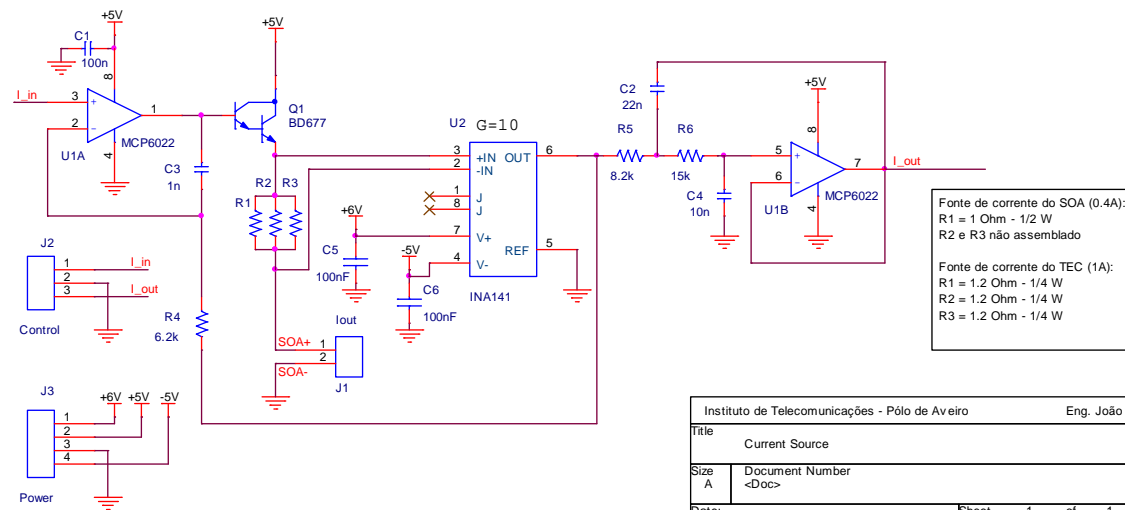 +5V
C1
100n
8
I_in
3
+
1
2
-
MCP6022
U1A
4
C3
1n
+5V
Q1
BD677
R2 R3
R1
U2 G=10
3
+IN OUT
6
2
-IN
1
J
8
J
+6V
7
V+
REF
5
-5V
4
V-
C5
100nF
C6
100nF
INA141
C2
22n
R5
8.2k
R6
15k
C4
10n
+5V
8
5
+
7
I_out
6
-
MCP6022
U1B
4
Fonte de corrente do SOA (0.4A):
R1 = 1 Ohm - 1/2 W
R2 e R3 não assemblado
Fonte de corrente do TEC (1A):
R1 = 1.2 Ohm - 1/4 W
R2 = 1.2 Ohm - 1/4 W
R3 = 1.2 Ohm - 1/4 W
J2
1
I_in
2
3
I_out
Control
R4
6.2k
Iout
SOA+
1
SOA-
2
J1
J3
+6V +5V -5V
1
2
3
4
Power
Instituto de Telecomunicações - Pólo de Aveiro Eng. João
Title
Current Source
Size
A
Document Number
<Doc>
Date:
Sheet 1 of 1